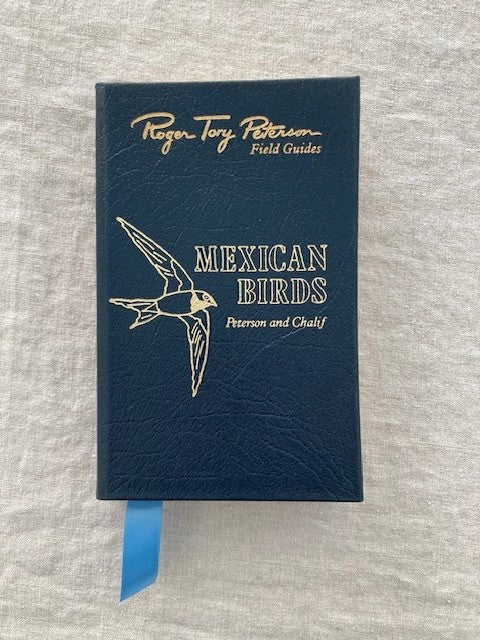 Roger Tory Peterson
Field Guides
MEXICAN
BIRDS
Peterson and Chalif